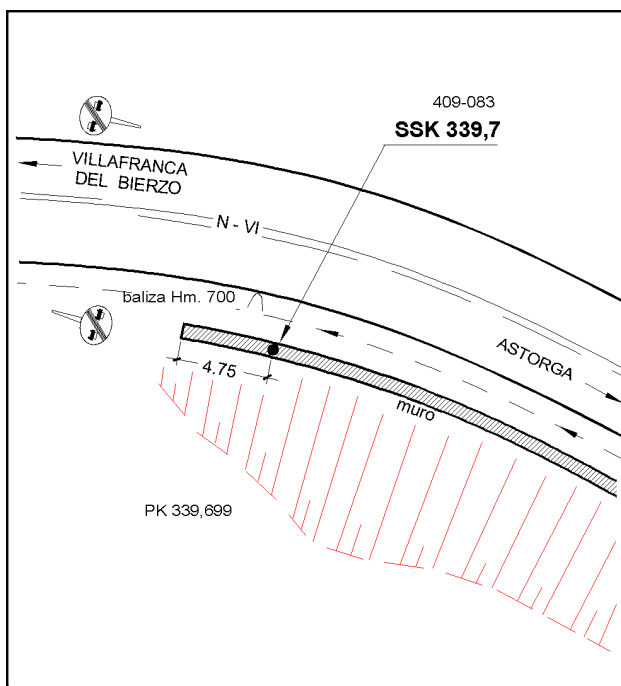 409-083
SSK 339,7
VILLAFRANCA
DEL BIERZO
N - VI
baliza Hm. 700
ASTORGA
4.75
muro
PK 339,699